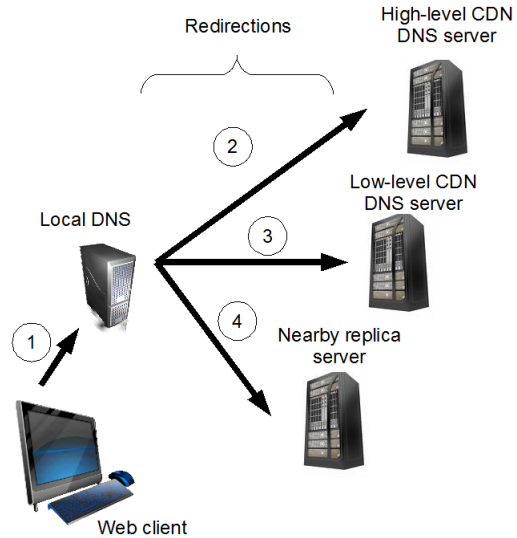 High-level CDN
DNS server
Redirections
2
Low-level CDN
DNS server
Local DNS
3
4
1
Nearby replica
server
Web client